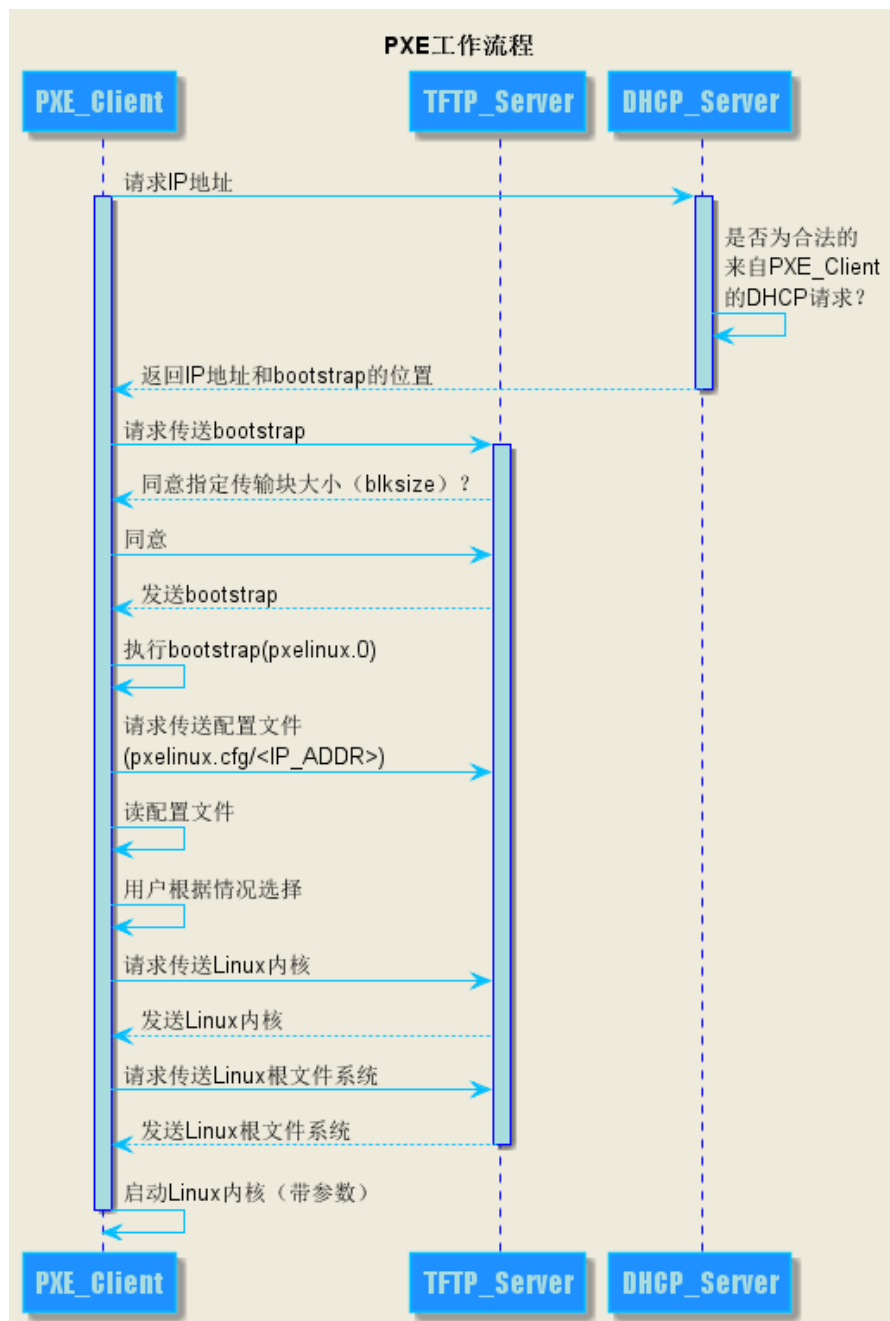 PXE工作流程
PXE_Client
TFTP_Server
DHCP_Server
请求IP地址
是否为合法的
来自PXE_Client
的DHCP请求？
返回IP地址和bootstrap的位置
请求传送bootstrap
同意指定传输块大小（blksize）？
同意
发送bootstrap
执行bootstrap(pxelinux.0)
请求传送配置文件
(pxelinux.cfg/<IP_ADDR>)
读配置文件
用户根据情况选择
请求传送Linux内核
发送Linux内核
请求传送Linux根文件系统
发送Linux根文件系统
启动Linux内核（带参数）
PXE_Client
TFTP_Server
DHCP_Server